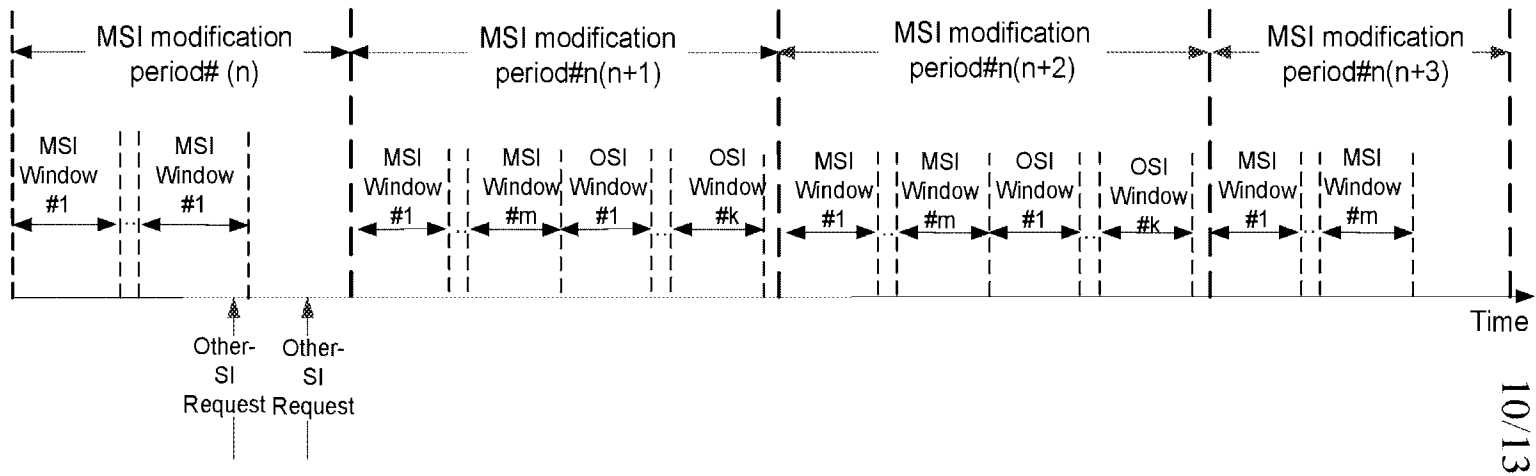 MSI modification
period# (n)
MSI modification
period#n(n+1)
MSI modification
period#n(n+2)
MSI modification
period#n(n+3)
MSI
Window
#1
...
MSI
Window
#1
MSI
Window
#1
...
MSI
Window
#m
OSI
Window
#1
...
OSI
Window
#k
MSI
Window
#1
...
MSI
Window
#m
OSI
Window
#1
...
OSI
Window
#k
MSI
Window
#1
...
MSI
Window
#m
Time
Other-
SI
Request
Other-
SI
Request
10/13